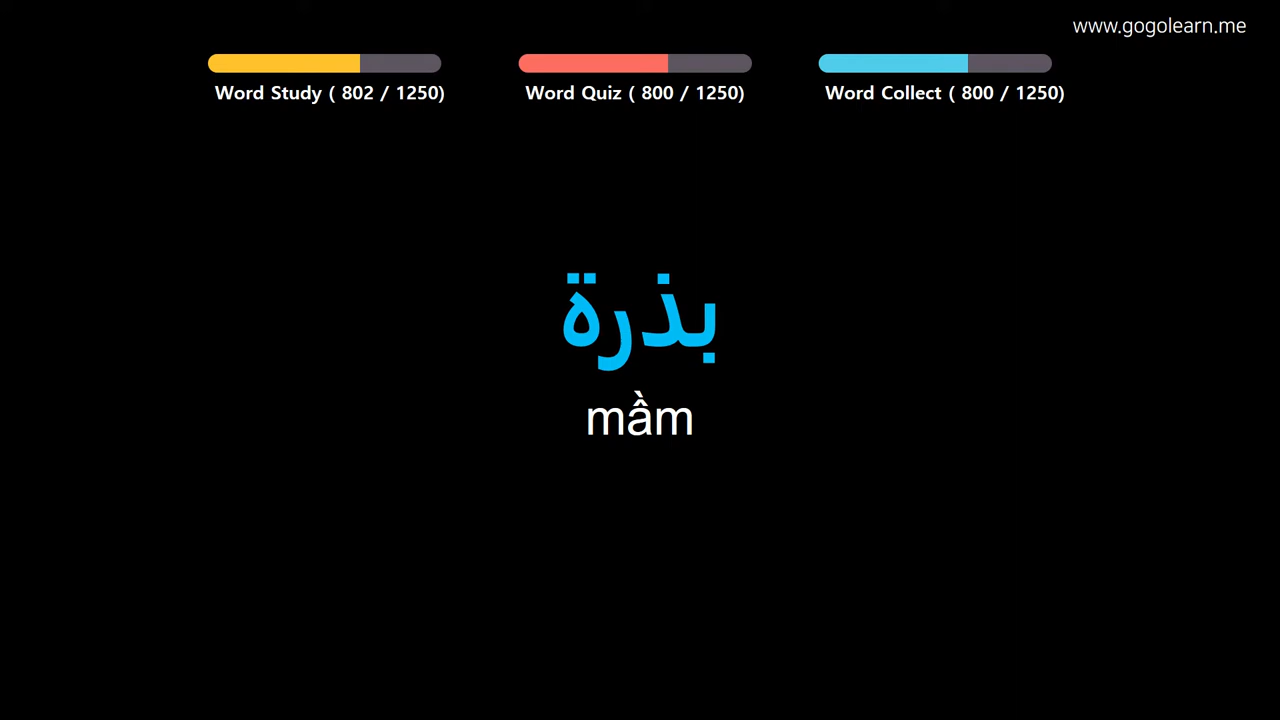 www.gogolearn.me
Word Study ( 802 / 1250)
Word Quiz ( 800 / 1250)
Word Collect ( 800 / 1250)
بذرة
mầm